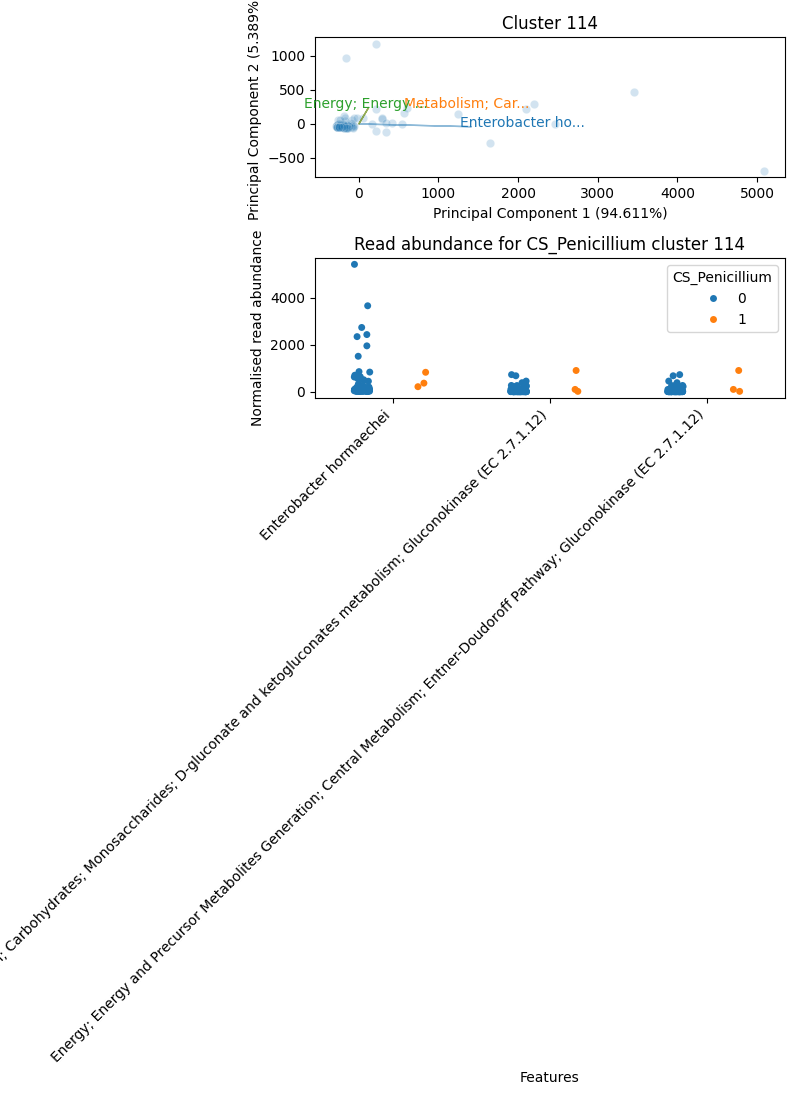 Cluster 114
Principal Component 2 (5.389%
1000
500
0
−500
Energy; Energy ...
Metabolism; Car...
Enterobacter ho...
0
1000
2000
3000
4000
5000
Principal Component 1 (94.611%)
Read abundance for CS_Penicillium cluster 114
Normalised read abundance
4000
2000
0
CS_Penicillium
0
1
Enterobacter hormaechei
; Carbohydrates; Monosaccharides; D-gluconate and ketogluconates metabolism; Gluconokinase (EC 2.7.1.12)
Energy; Energy and Precursor Metabolites Generation; Central Metabolism; Entner-Doudoroff Pathway; Gluconokinase (EC 2.7.1.12)
Features